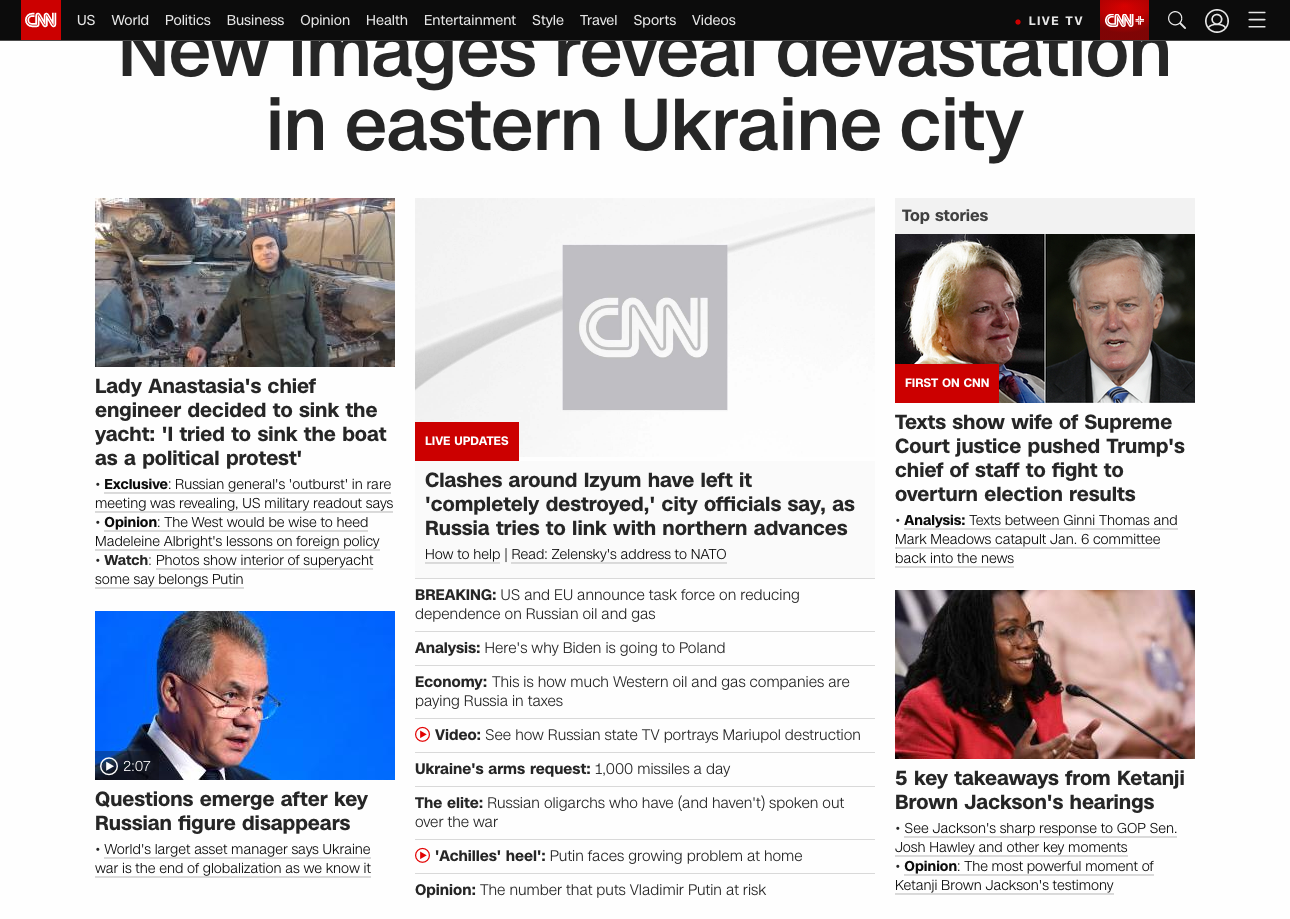 CNN US World Politics Business Opinion Health Entertainment Style Travel Sports Videos LIVE TV CNN+
New images reveal devastation
in eastern Ukraine city
Lady Anastasia's chief
engineer decided to sink the
yacht: 'I tried to sink the boat
as a political protest'
• Exclusive: Russian general's 'outburst' in rare
meeting was revealing, US military readout says
• Opinion: The West would be wise to heed
Madeleine Albright's lessons on foreign policy
• Watch: Photos show interior of superyacht
some say belongs Putin
2:07
Questions emerge after key
Russian figure disappears
• World's larget asset manager says Ukraine
war is the end of globalization as we know it
CNN
LIVE UPDATES
Clashes around Izyum have left it
'completely destroyed,' city officials say, as
Russia tries to link with northern advances
How to help | Read: Zelensky's address to NATO
BREAKING: US and EU announce task force on reducing
dependence on Russian oil and gas
Analysis: Here's why Biden is going to Poland
Economy: This is how much Western oil and gas companies are
paying Russia in taxes
Video: See how Russian state TV portrays Mariupol destruction
Ukraine's arms request: 1,000 missiles a day
The elite: Russian oligarchs who have (and haven't) spoken out
over the war
'Achilles' heel': Putin faces growing problem at home
Opinion: The number that puts Vladimir Putin at risk
Top stories
FIRST ON CNN
Texts show wife of Supreme
Court justice pushed Trump's
chief of staff to fight to
overturn election results
• Analysis: Texts between Ginni Thomas and
Mark Meadows catapult Jan. 6 committee
back into the news
5 key takeaways from Ketanji
Brown Jackson's hearings
• See Jackson's sharp response to GOP Sen.
Josh Hawley and other key moments
• Opinion: The most powerful moment of
Ketanji Brown Jackson's testimony